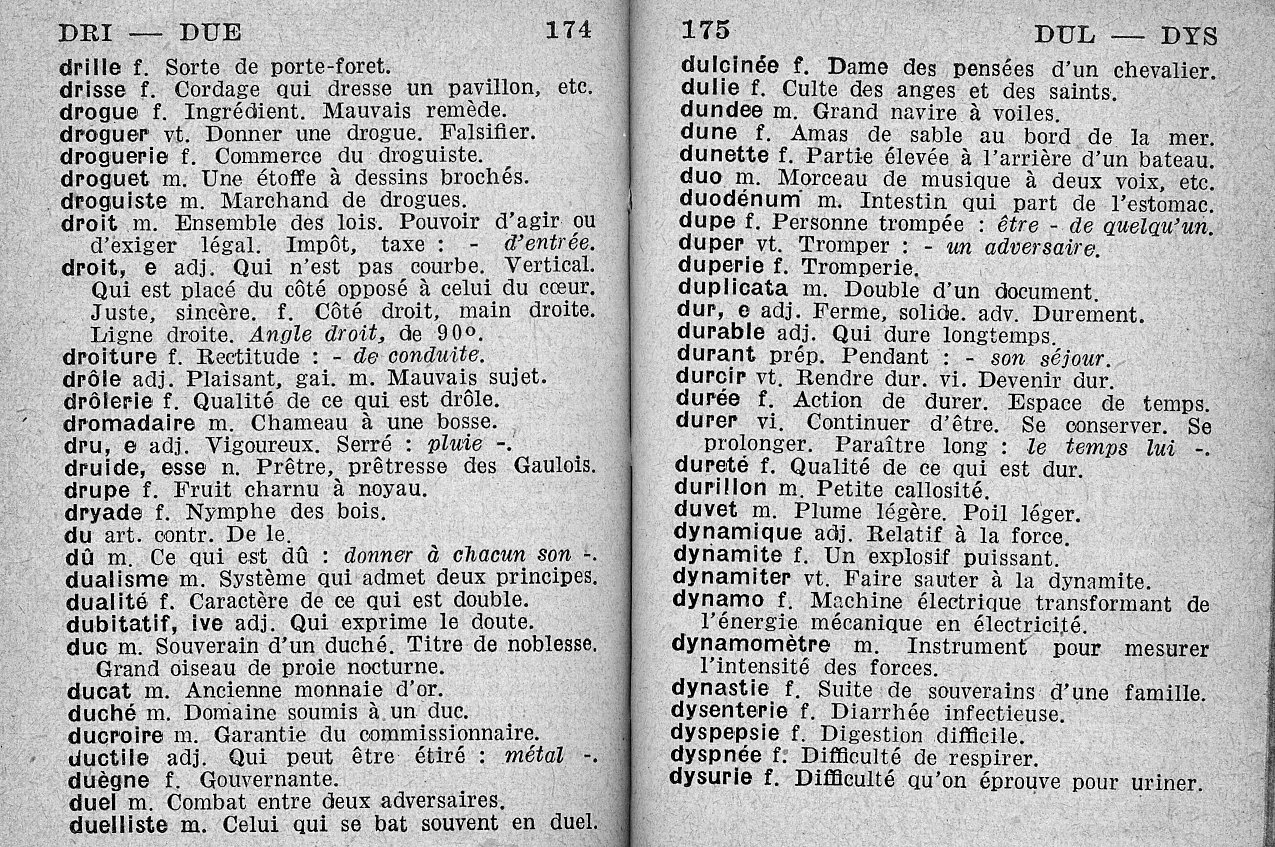 DRI — DUE 174
drille f. Sorte de porte-foret.
drisse f. Cordage qui dresse un pavillon, etc.
drogue f. Ingrédient. Mauvais remède.
droguer vt. Donner une drogue. Falsifier.
droguerie f. Commerce du droguiste.
droguet m. Une étoffe à dessins brochés.
droguiste m. Marchand de drogues.
droit m. Ensemble des lois. Pouvoir d'agir ou
d'exiger légal. Impôt, taxe : - d'entrée.
droit, e adj. Qui n'est pas courbe. Vertical.
Qui est placé du côté opposé à celui du cœur.
Juste, sincère. f. Côté droit, main droite.
Ligne droite. Angle droit, de 90º.
droiture f. Rectitude : - de conduite.
drôle adj. Plaisant, gai. m. Mauvais sujet.
drôlerie f. Qualité de ce qui est drôle.
dromadaire m. Chameau à une bosse.
dru, e adj. Vigoureux. Serré : pluie -.
druide, esse n. Prêtre, prêtresse des Gaulois.
drupe f. Fruit charnu à noyau.
dryade f. Nymphe des bois.
du art. contr. De le.
dû m. Ce qui est dû : donner à chacun son -.
dualisme m. Système qui admet deux principes.
dualité f. Caractère de ce qui est double.
dubitatif, ive adj. Qui exprime le doute.
duc m. Souverain d'un duché. Titre de noblesse.
Grand oiseau de proie nocturne.
ducat m. Ancienne monnaie d'or.
duché m. Domaine soumis à un duc.
ducroire m. Garantie du commissionnaire.
ductile adj. Qui peut être étiré : métal -.
duègne f. Gouvernante.
duel m. Combat entre deux adversaires.
duelliste m. Celui qui se bat souvent en duel.
175 DUL — DYS
dulcinée f. Dame des pensées d'un chevalier.
dulie f. Culte des anges et des saints.
dundee m. Grand navire à voiles.
dune f. Amas de sable au bord de la mer.
dunette f. Partie élevée à l'arrière d'un bateau.
duo m. Morceau de musique à deux voix, etc.
duodénum m. Intestin qui part de l'estomac.
dupe f. Personne trompée : être - de quelqu'un.
duper vt. Tromper : - un adversaire.
duperie f. Tromperie.
duplicata m. Double d'un document.
dur, e adj. Ferme, solide. adv. Durement.
durable adj. Qui dure longtemps.
durant prép. Pendant : - son séjour.
durcir vt. Rendre dur. vi. Devenir dur.
durée f. Action de durer. Espace de temps.
durer vi. Continuer d'être. Se conserver. Se
prolonger. Paraître long : le temps lui -.
dureté f. Qualité de ce qui est dur.
durillon m. Petite callosité.
duvet m. Plume légère. Poil léger.
dynamique adj. Relatif à la force.
dynamite f. Un explosif puissant.
dynamiter vt. Faire sauter à la dynamite.
dynamo f. Machine électrique transformant de
l'énergie mécanique en électricité.
dynamomètre m. Instrument pour mesurer
l'intensité des forces.
dynastie f. Suite de souverains d'une famille.
dysenterie f. Diarrhée infectieuse.
dyspepsie f. Digestion difficile.
dyspnée f. Difficulté de respirer.
dysurie f. Difficulté qu'on éprouve pour uriner.